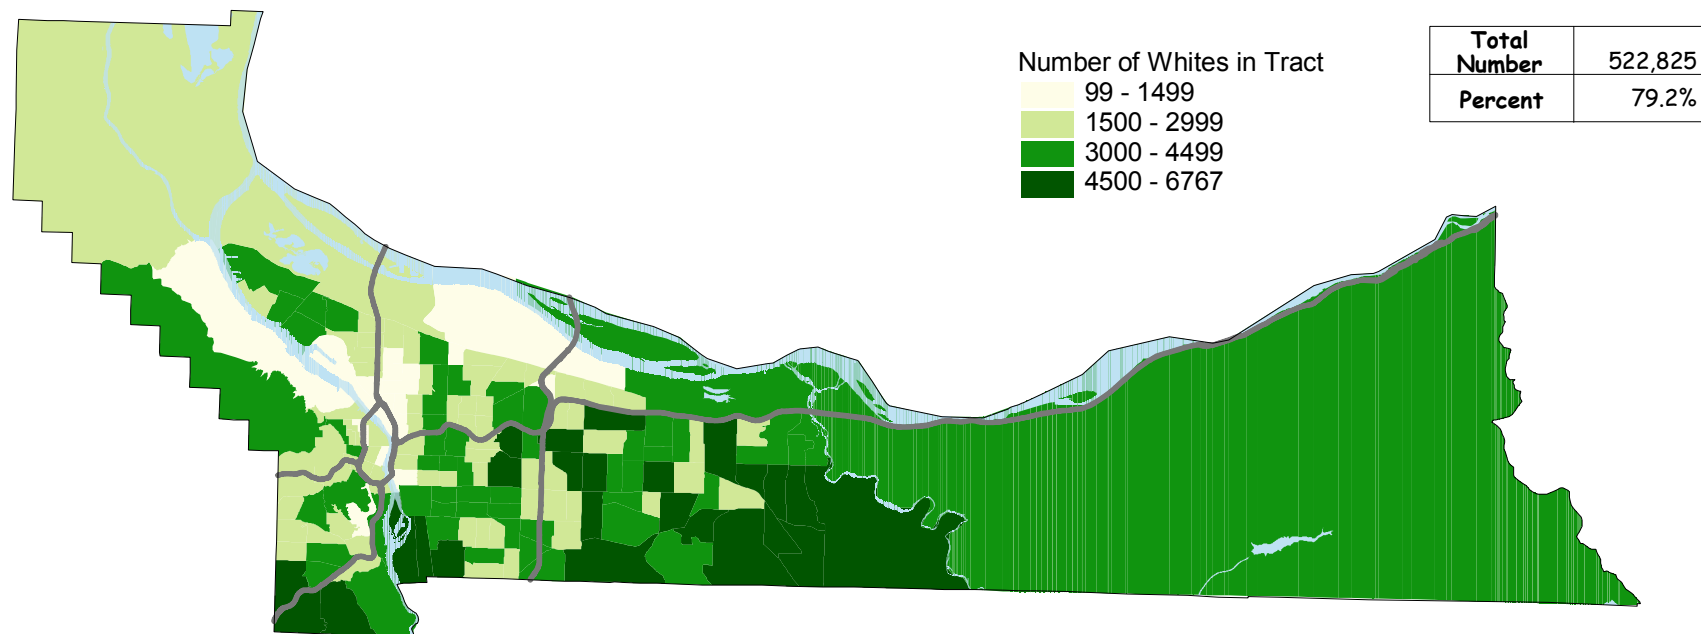 Number of Whites in Tract
99 - 1499
1500 - 2999
3000 - 4499
4500 - 6767
Total
Number 522,825
Percent 79.2%